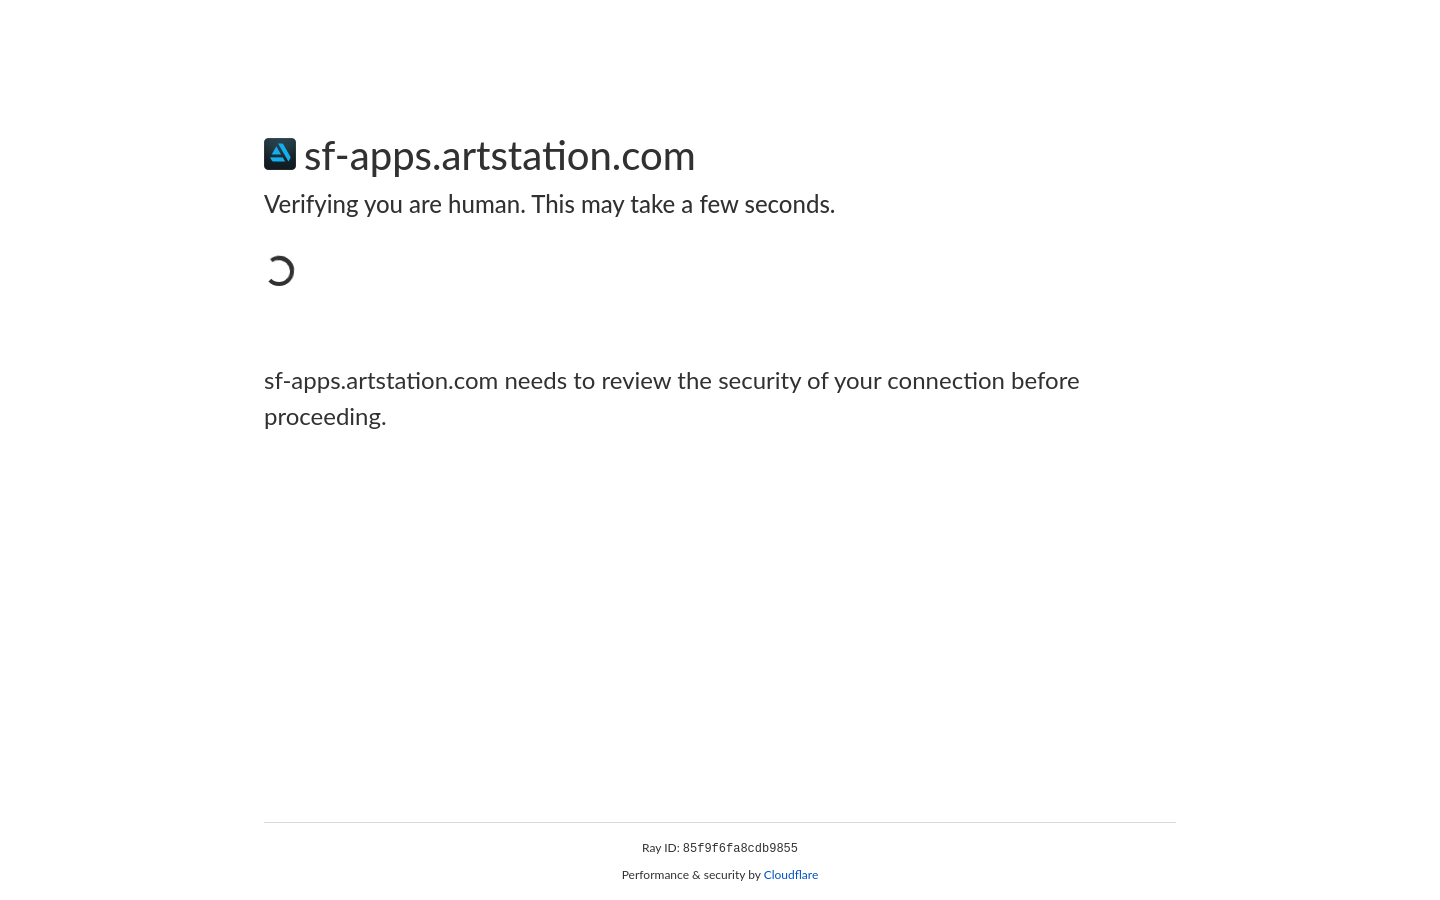 sf-apps.artstation.com
Verifying you are human. This may take a few seconds.
sf-apps.artstation.com needs to review the security of your connection before
proceeding.
Ray ID: 85f9f6fa8cdb9855
Performance & security by Cloudflare